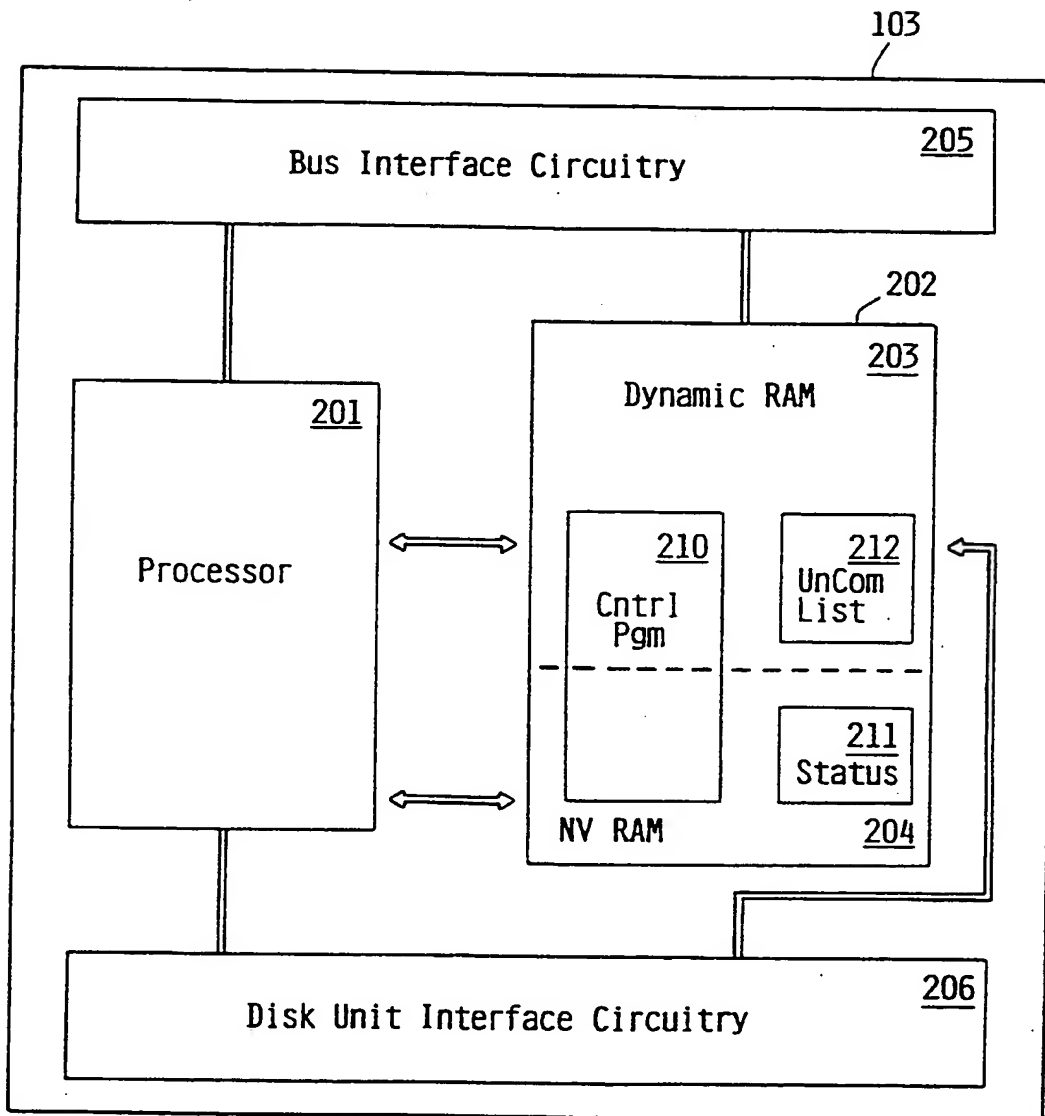 103
205
Bus Interface Circuitry
202
203
Dynamic RAM
201
Processor
210
Cntrl
Pgm
212
UnCom
List
211
Status
NV RAM
204
206
Disk Unit Interface Circuitry